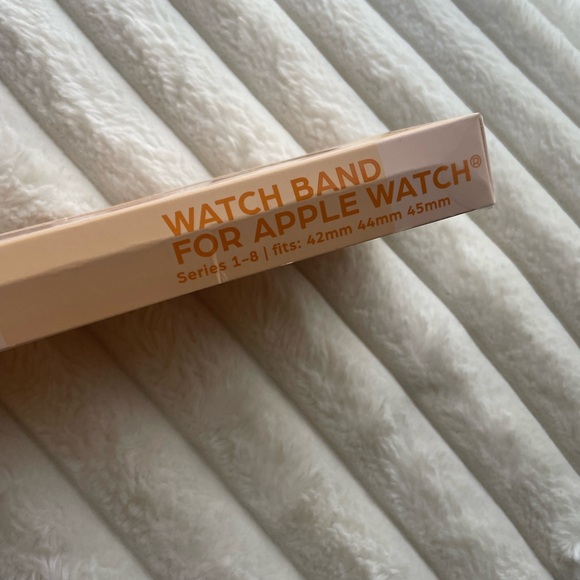 WATCH BAND
FOR APPLE WATCH®
Series 1–8 | fits: 42mm 44mm 45mm